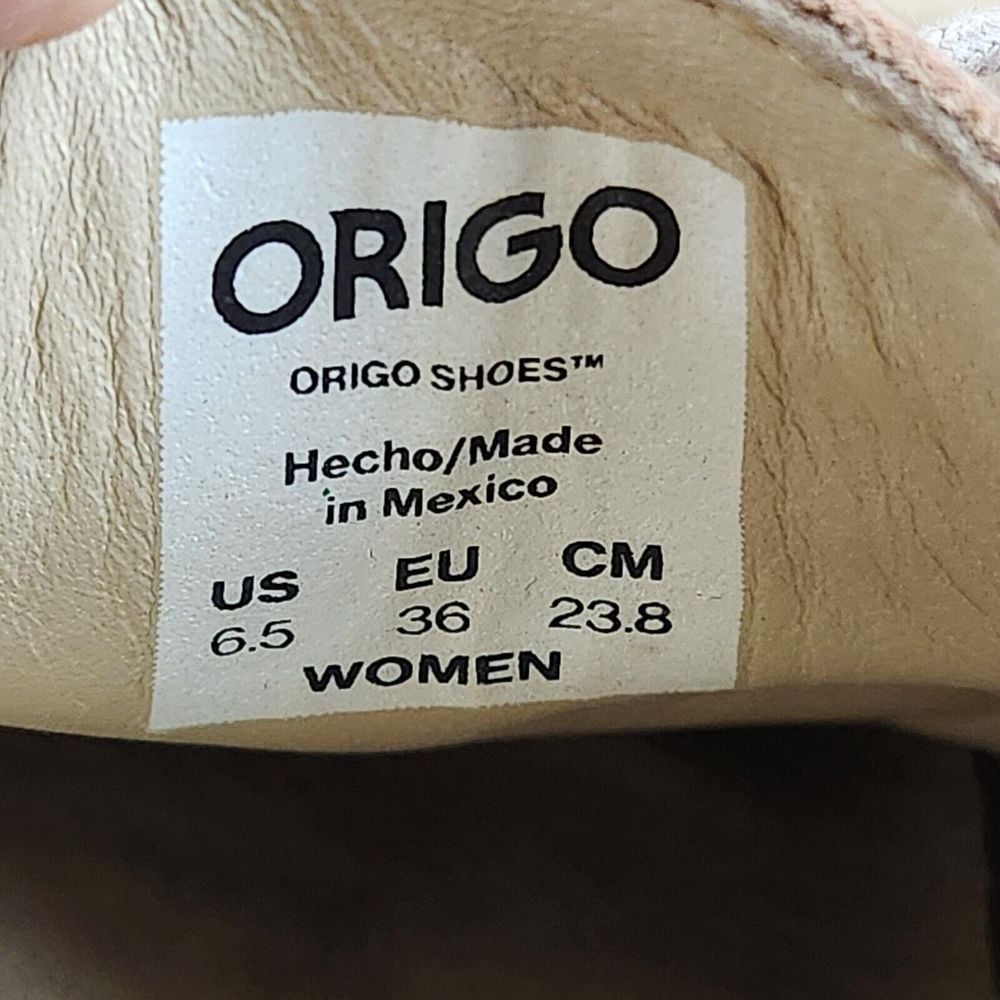 ORIGO
ORIGO SHOES™
Hecho/Made
in Mexico
US EU CM
6.5 36 23.8
WOMEN